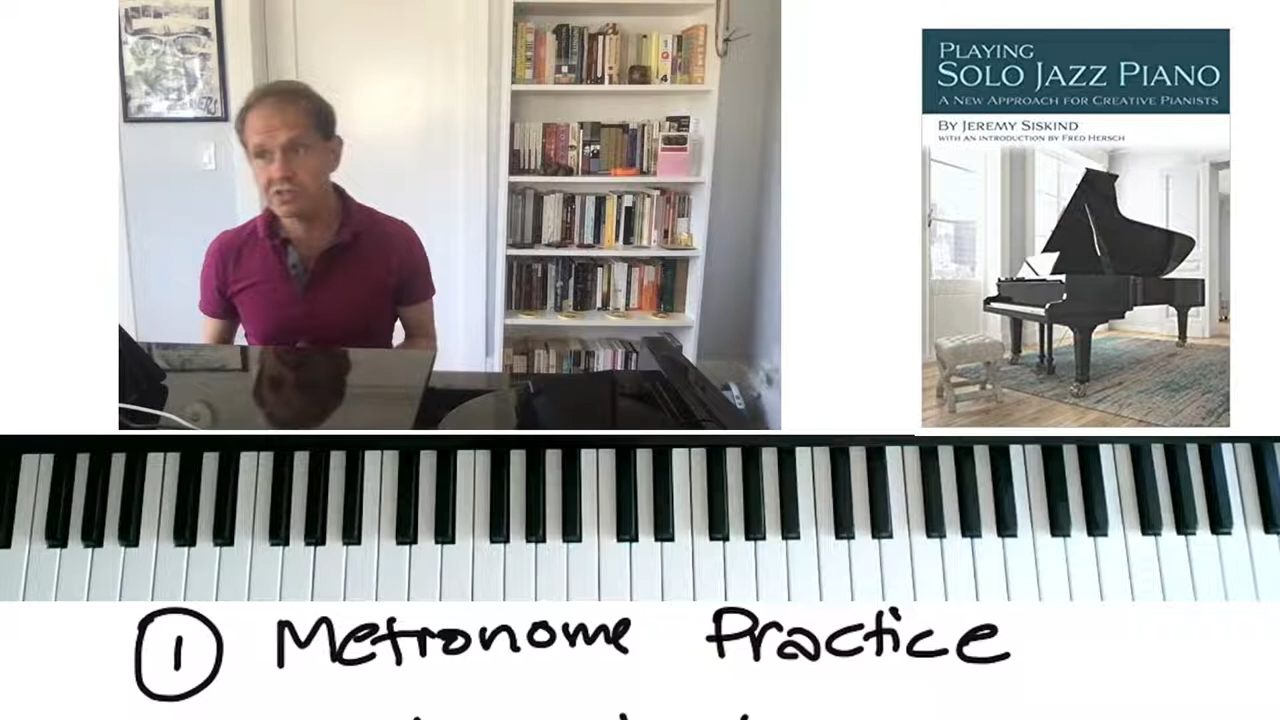 PLAYING
SOLO JAZZ PIANO
A NEW APPROACH FOR CREATIVE PIANISTS
BY JEREMY SISKIND
WITH AN INTRODUCTION BY FRED HERSCH
① Metronome Practice